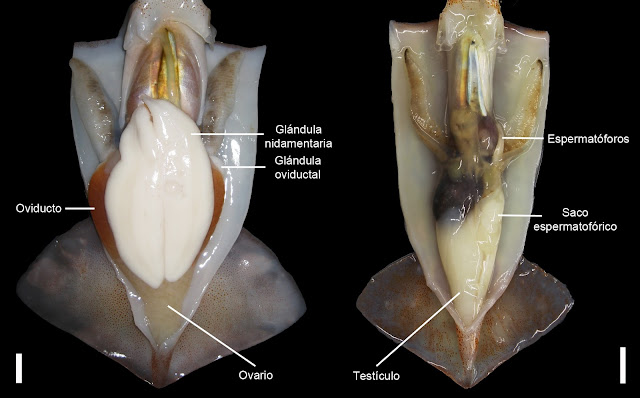 Glándula
nidamentaria
Glándula
oviductal
Oviducto
Ovario
Espermatóforos
Saco
espermatofórico
Testículo